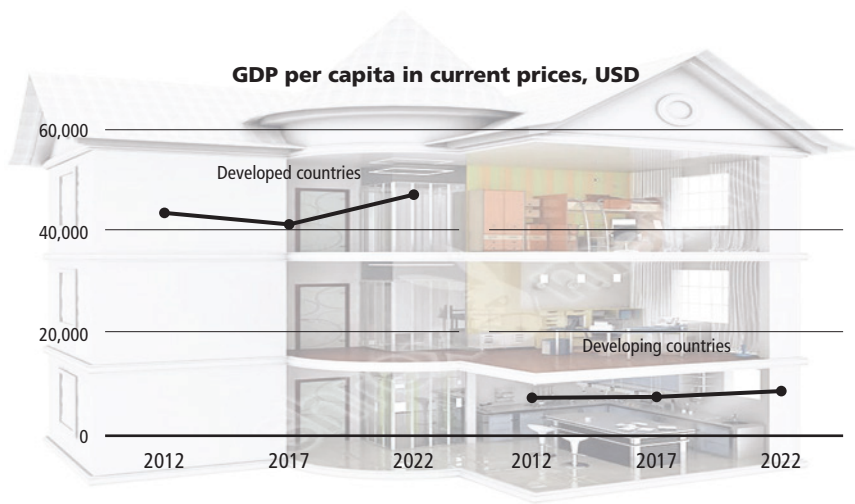 GDP per capita in current prices, USD
60,000
Developed countries
40,000
20,000
Developing countries
0
2012 2017 2022 2012 2017 2022